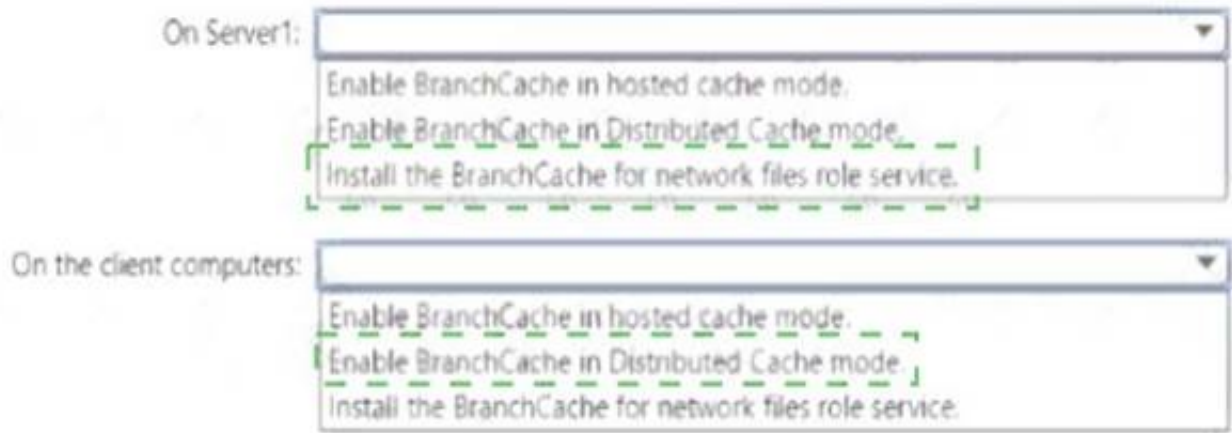 On Server1:
Enable BranchCache in hosted cache mode.
Enable BranchCache in Distributed Cache mode.
Install the BranchCache for network files role service.
On the client computers:
Enable BranchCache in hosted cache mode.
Enable BranchCache in Distributed Cache mode.
Install the BranchCache for network files role service.